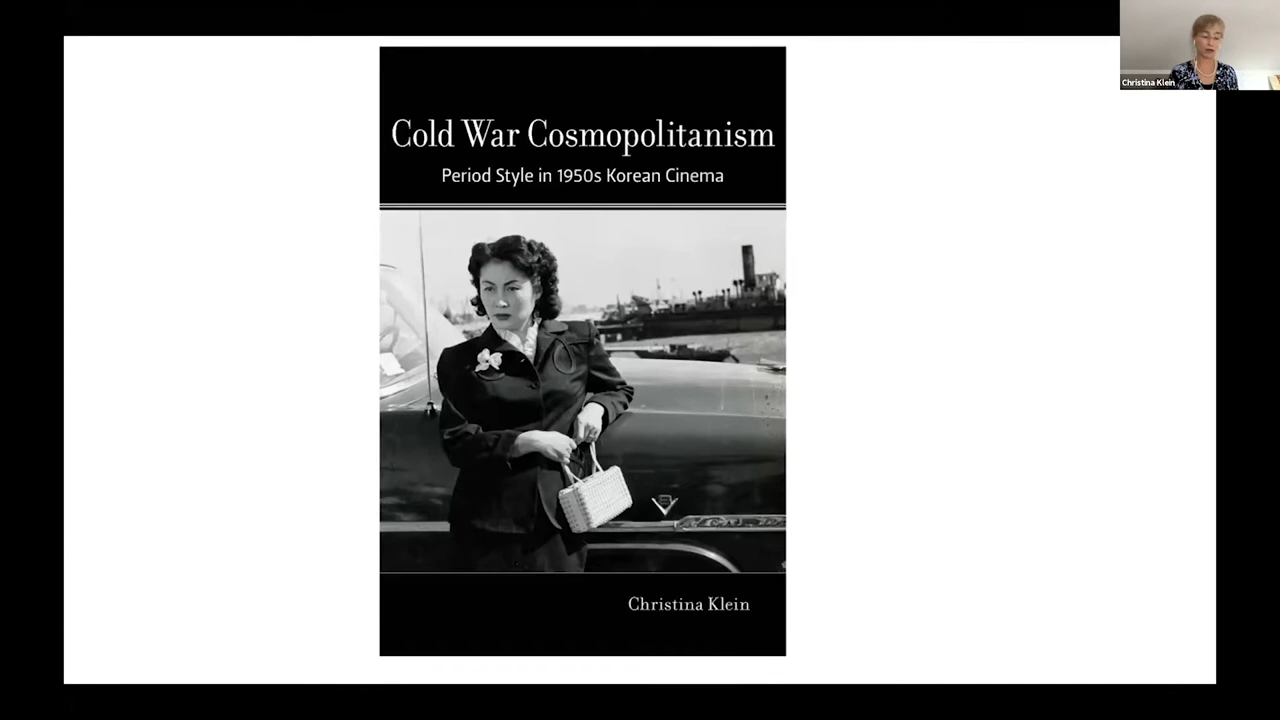 Cold War Cosmopolitanism
Period Style in 1950s Korean Cinema
Christina Klein
Christina Klein